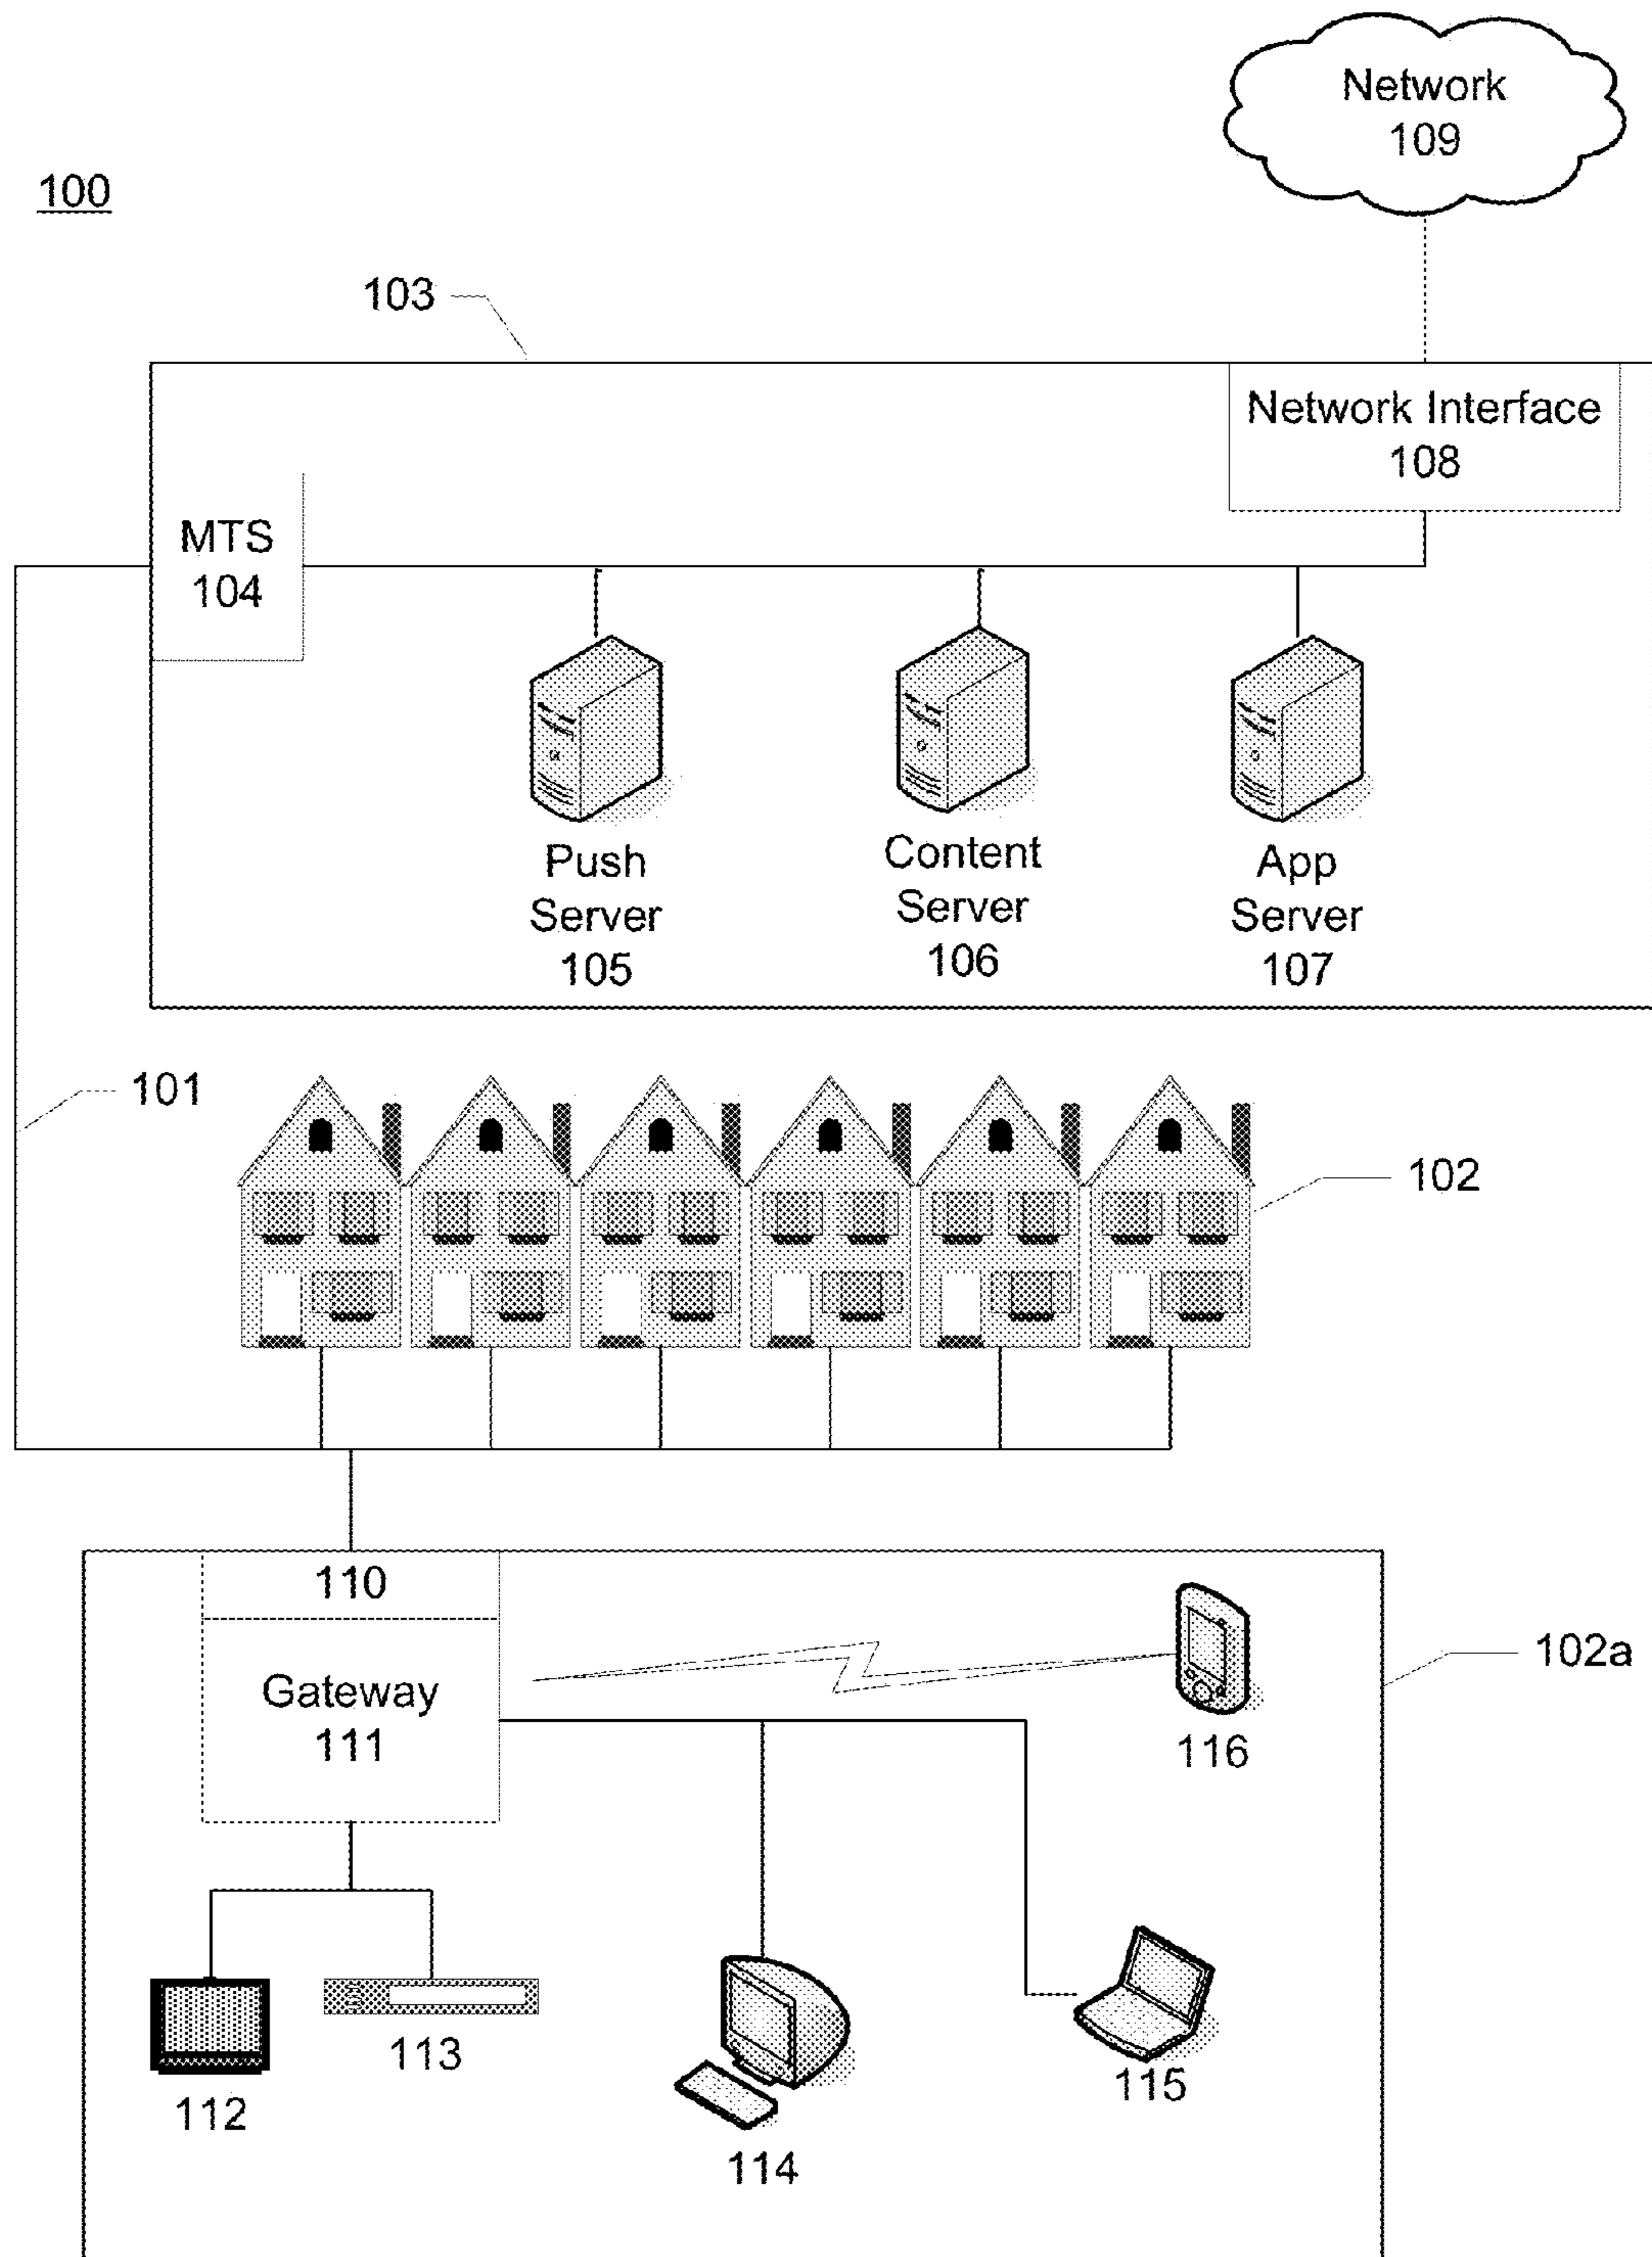 Network
109
100
103
Network Interface
108
MTS
104
Push
Server
105
Content
Server
106
App
Server
107
101
102
110
Gateway
111
102a
116
113
112
115
114